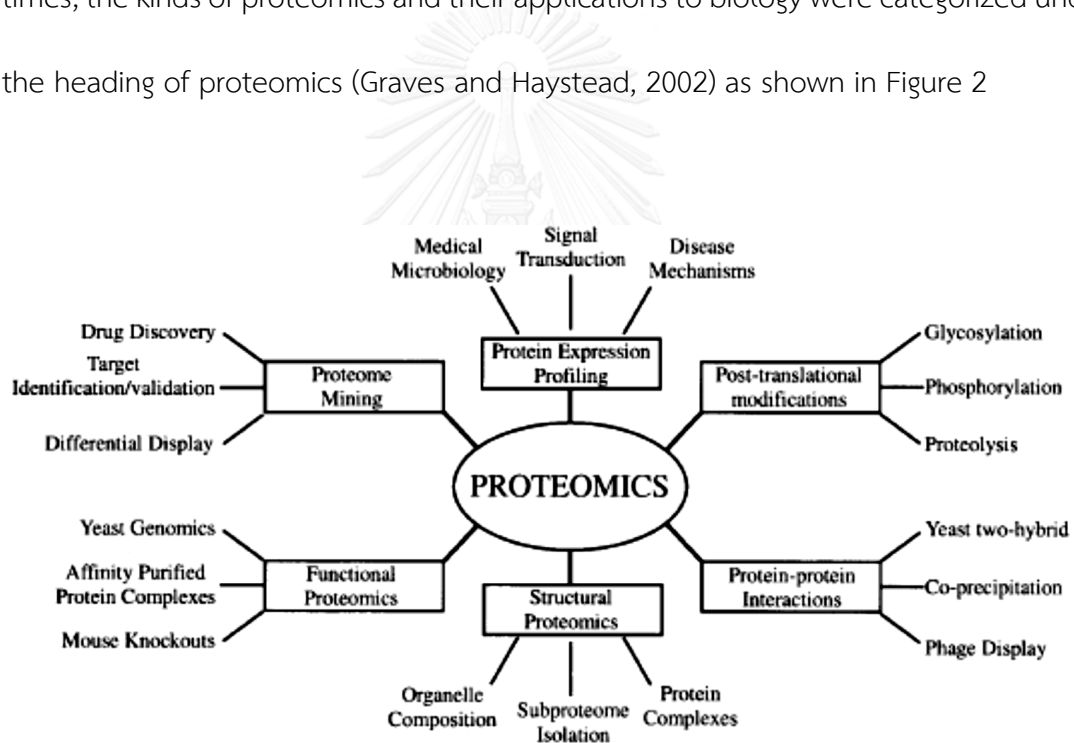 times, the kinds of proteomics and their applications to biology were categorized
the heading of proteomics (Graves and Haystead, 2002) as shown in Figure 2
Medical
Microbiology
Signal
Transduction
Disease
Mechanisms
Drug Discovery
Target
Identification/validation
Differential Display
Proteome
Mining
Protein Expression
Profiling
Post-translational
modifications
Glycosylation
Phosphorylation
Proteolysis
PROTEOMICS
Yeast Genomics
Affinity Purified
Protein Complexes
Mouse Knockouts
Functional
Proteomics
Structural
Proteomics
Protein-protein
Interactions
Yeast two-hybrid
Co-precipitation
Phage Display
Organelle
Composition
Subproteome
Isolation
Protein
Complexes